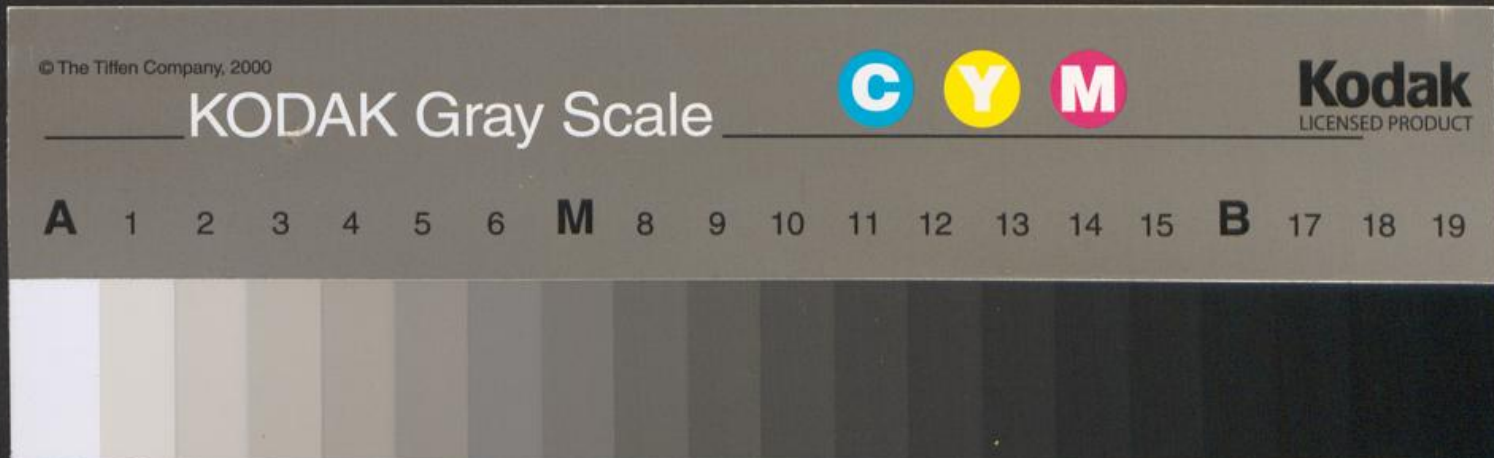 © The Tiffen Company, 2000
KODAK Gray Scale
C Y M
Kodak
LICENSED PRODUCT
A 1 2 3 4 5 6 M 8 9 10 11 12 13 14 15 B 17 18 19